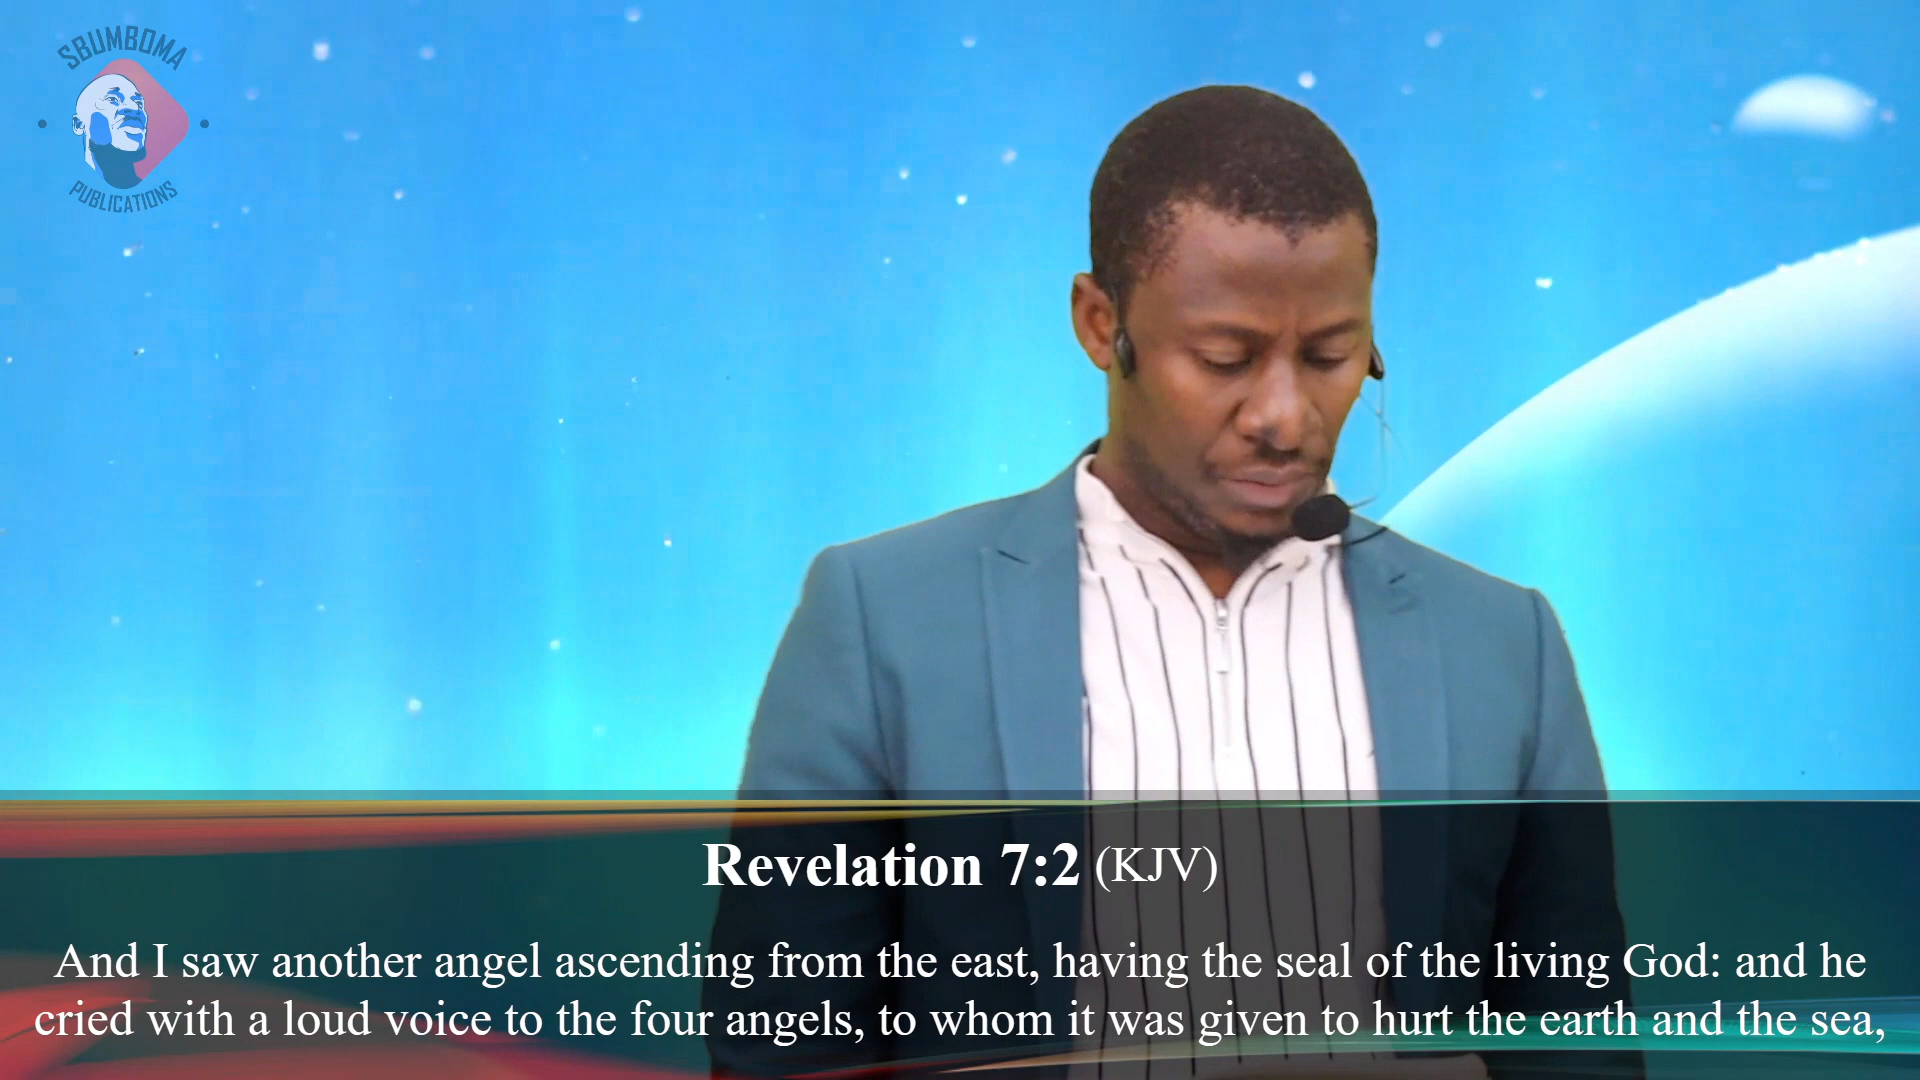 SBUMBOMA
PUBLICATIONS
Revelation 7:2 (KJV)
And I saw another angel ascending from the east, having the seal of the living God: and he
cried with a loud voice to the four angels, to whom it was given to hurt the earth and the sea,